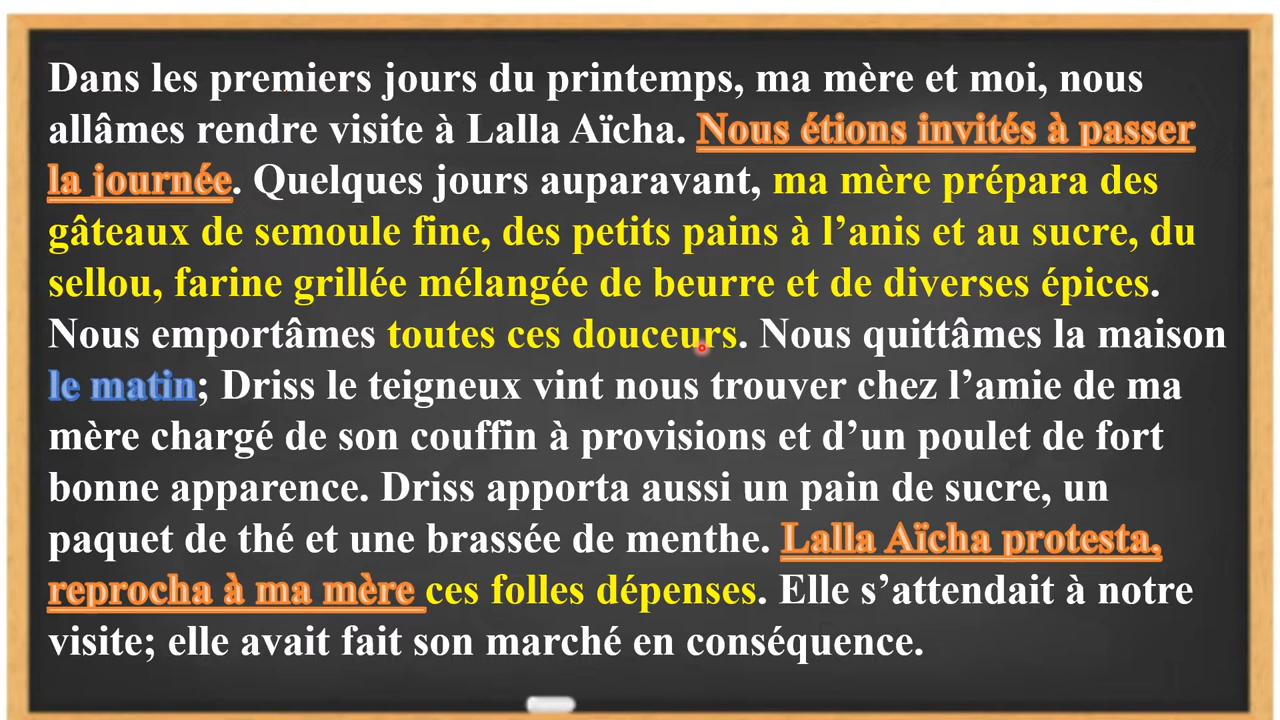 Dans les premiers jours du printemps, ma mère et moi, nous
allâmes rendre visite à Lalla Aïcha. Nous étions invités à passer
la journée. Quelques jours auparavant, ma mère prépara des
gâteaux de semoule fine, des petits pains à l’anis et au sucre, du
sellou, farine grillée mélangée de beurre et de diverses épices.
Nous emportâmes toutes ces douceurs. Nous quittâmes la maison
le matin; Driss le teigneux vint nous trouver chez l’amie de ma
mère chargé de son couffin à provisions et d’un poulet de fort
bonne apparence. Driss apporta aussi un pain de sucre, un
paquet de thé et une brassée de menthe. Lalla Aïcha protesta,
reprocha à ma mère ces folles dépenses. Elle s’attendait à notre
visite; elle avait fait son marché en conséquence.